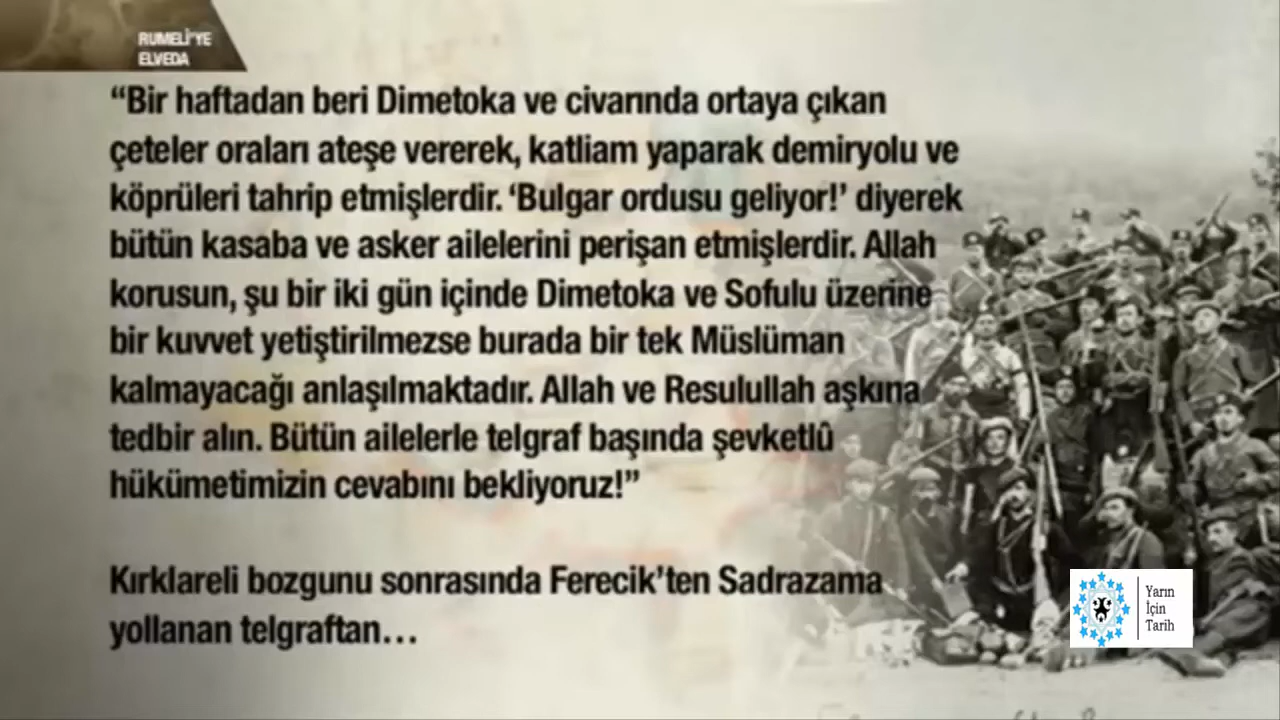 RUMELİ'YE
ELVEDA
“Bir haftadan beri Dimetoka ve civarında ortaya çıkan
çeteler oraları ateşe vererek, katliam yaparak demiryolu ve
köprüleri tahrip etmişlerdir. ‘Bulgar ordusu geliyor!’ diyerek
bütün kasaba ve asker ailelerini perişan etmişlerdir. Allah
korusun, şu bir iki gün içinde Dimetoka ve Sofulu üzerine
bir kuvvet yetiştirilmezse burada bir tek Müslüman
kalmayacağı anlaşılmaktadır. Allah ve Resulullah aşkına
tedbir alın. Bütün ailelerle telgraf başında şevketlû
hükümetimizin cevabını bekliyoruz!”
Kırklareli bozgunu sonrasında Ferecik’ten Sadrazama
yollanan telgraftan…
Yarın
İçin
Tarih